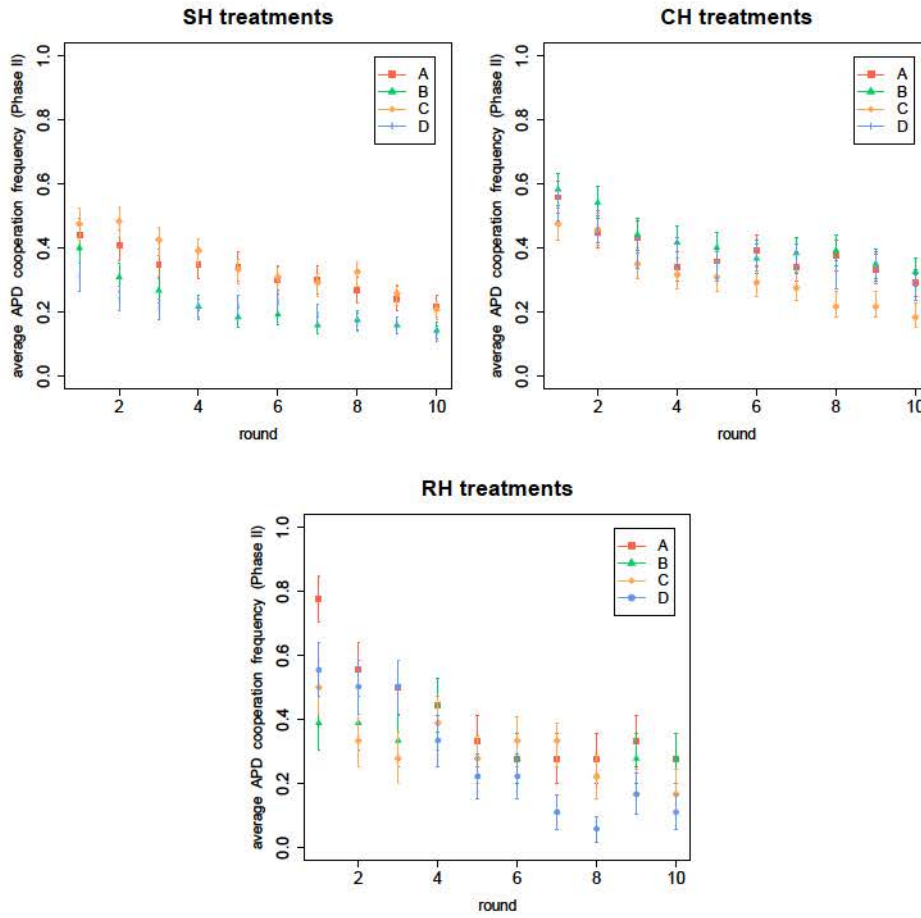 SH treatments
average APD cooperation frequency (Phase II)
1.0
0.8
0.6
0.4
0.2
0.0
A
B
C
D
2 4 6 8 10
round
CH treatments
average APD cooperation frequency (Phase II)
1.0
0.8
0.6
0.4
0.2
0.0
A
B
C
D
2 4 6 8 10
round
RH treatments
average APD cooperation frequency (Phase II)
1.0
0.8
0.6
0.4
0.2
0.0
A
B
C
D
2 4 6 8 10
round